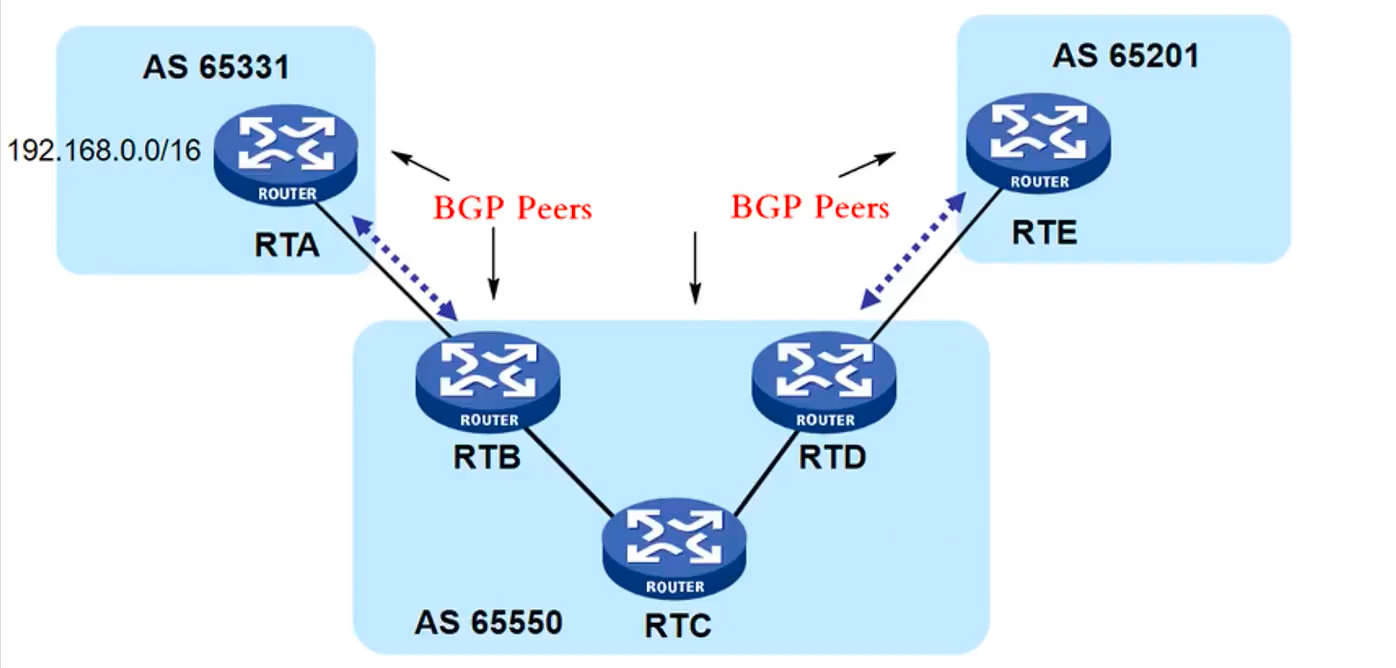 AS 65331
AS 65201
192.168.0.0/16
ROUTER
ROUTER
BGP Peers
BGP Peers
RTA
RTE
ROUTER
ROUTER
RTB
RTD
ROUTER
AS 65550
RTC